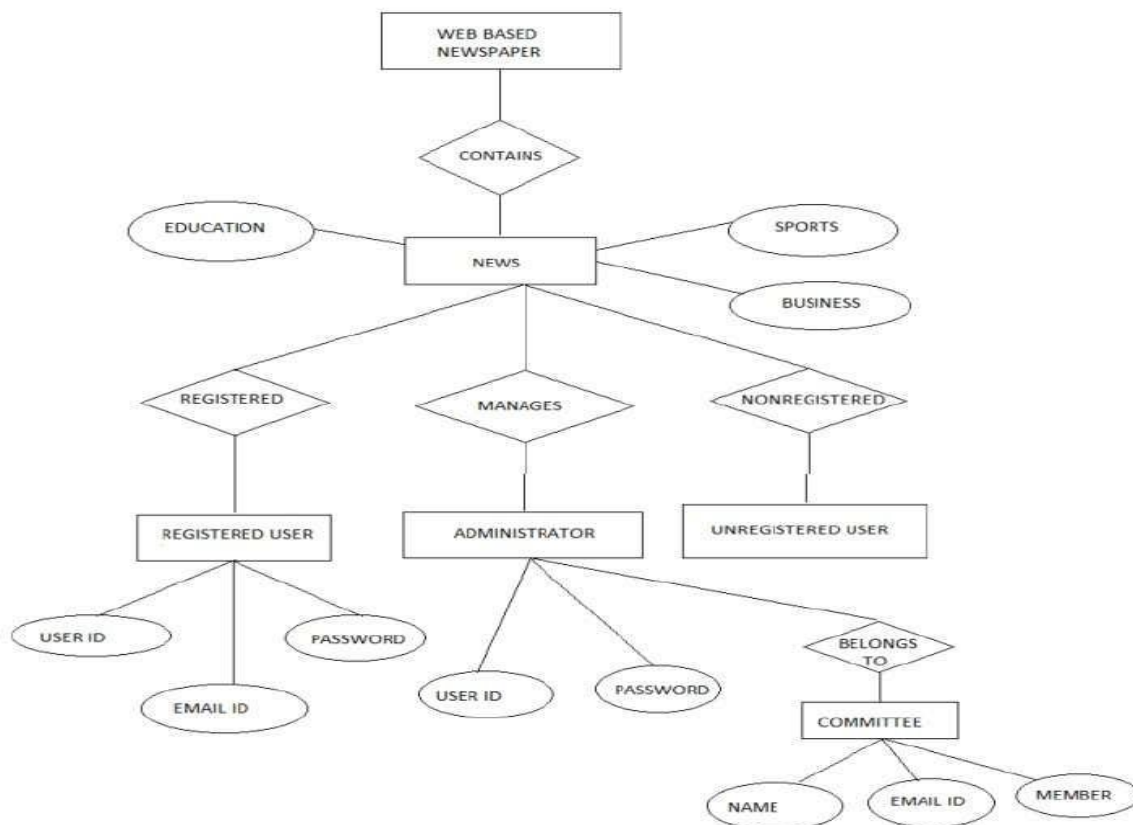 WEB BASED
NEWSPAPER
CONTAINS
EDUCATION
SPORTS
NEWS
BUSINESS
REGISTERED
MANAGES
NONREGISTERED
REGISTERED USER
ADMINISTRATOR
UNREGISTERED USER
USER ID
PASSWORD
EMAIL ID
USER ID
PASSWORD
BELONGS
TO
COMMITTEE
NAME
EMAIL ID
MEMBER